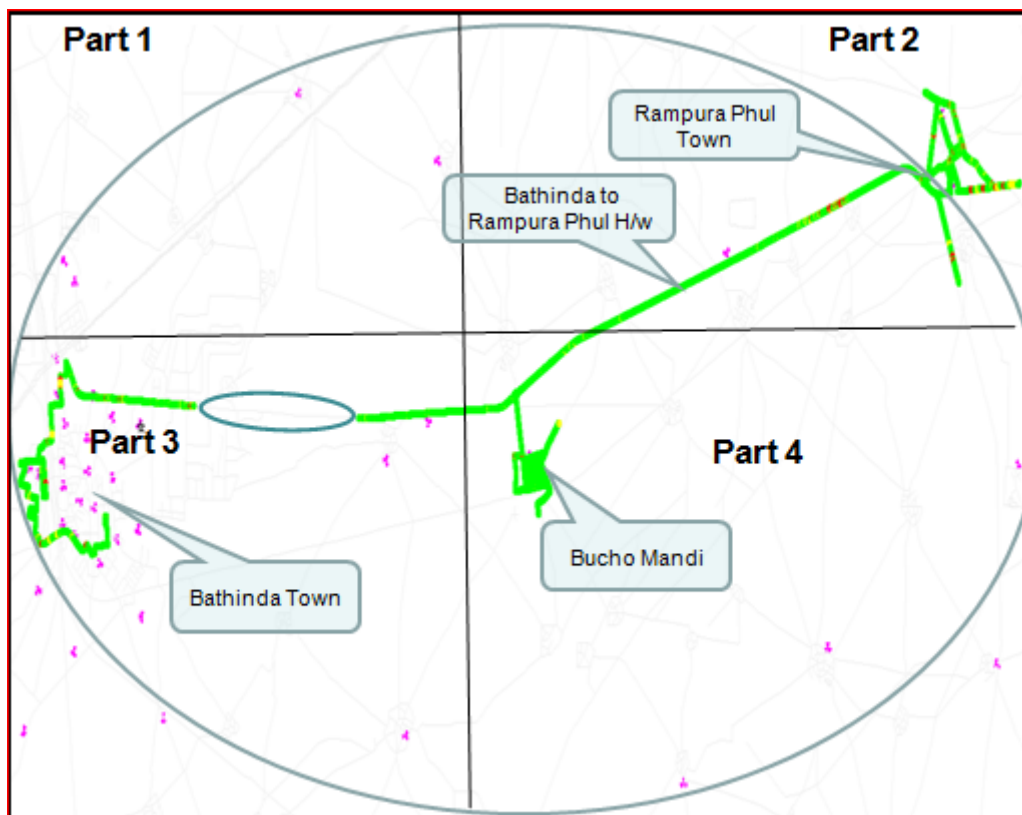 Part 1
Part 2
Rampura Phul
Town
Bathinda to
Rampura Phul H/w
Part 3
Part 4
Bucho Mandi
Bathinda Town